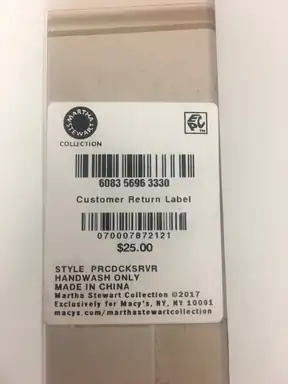 MARTHA STEWART
COLLECTION
EPC™
6083 5696 3330
Customer Return Label
070007872121
$25.00
STYLE PRCDCKSRVR
HANDWASH ONLY
MADE IN CHINA
Martha Stewart Collection ©2017
Exclusively for Macy's, NY, NY 10001
macys.com/marthastewartcollection